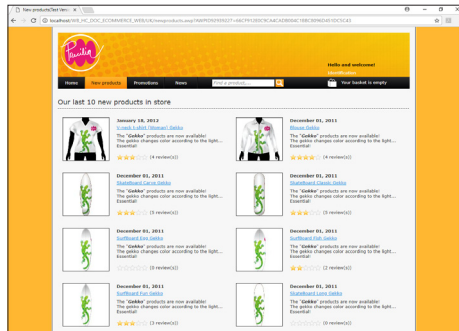 New products|Test Version
localhost/WE_HC_DOC_ECOMMERCE_WEB/UK/newproducts.awp
Pavilia
Hello and welcome!
Identification
Home New products Promotions News Find a product,... Your basket is empty
Our last 10 new products in store
January 18, 2012
V-neck t-shirt (Woman) Gekko
The "Gekko" products are now available!
The gekko changes color according to the light...
Essential!
(4 review(s))
December 01, 2011
Blouse Gekko
The "Gekko" products are now available!
The gekko changes color according to the light...
Essential!
(4 review(s))
December 01, 2011
SkateBoard Carve Gekko
The "Gekko" products are now available!
The gekko changes color according to the light...
Essential!
(5 review(s))
December 01, 2011
SkateBoard Classic Gekko
The "Gekko" products are now available!
The gekko changes color according to the light...
Essential!
(5 review(s))
December 01, 2011
SurfBoard Egg Gekko
The "Gekko" products are now available!
The gekko changes color according to the light...
Essential!
(0 review(s))
December 01, 2011
SurfBoard Fish Gekko
The "Gekko" products are now available!
The gekko changes color according to the light...
Essential!
(2 review(s))
December 01, 2011
SurfBoard Fun Gekko
The "Gekko" products are now available!
The gekko changes color according to the light...
Essential!
(3 review(s))
December 01, 2011
SkateBoard Long Gekko
The "Gekko" products are now available!
The gekko changes color according to the light...
Essential!
(0 review(s))